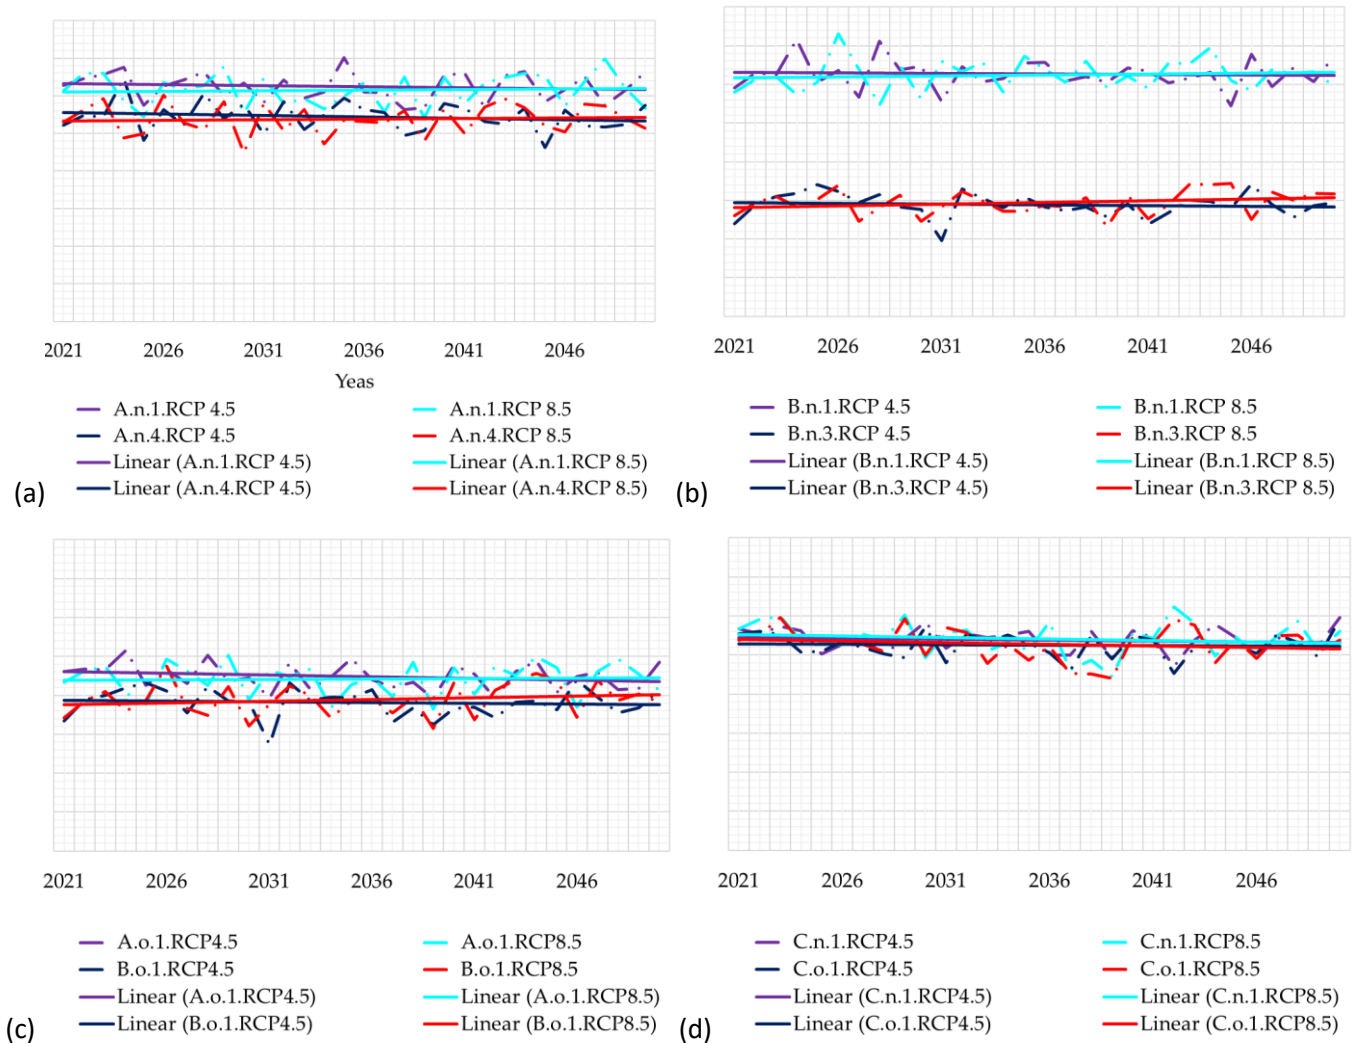 2021 2026 2031 2036 2041 2046
Yeas
A.n.1.RCP 4.5 A.n.1.RCP 8.5
A.n.4.RCP 4.5 A.n.4.RCP 8.5
Linear (A.n.1.RCP 4.5) Linear (A.n.1.RCP 8.5)
Linear (A.n.4.RCP 4.5) Linear (A.n.4.RCP 8.5)
(a)
2021 2026 2031 2036 2041 2046
B.n.1.RCP 4.5 B.n.1.RCP 8.5
B.n.3.RCP 4.5 B.n.3.RCP 8.5
Linear (B.n.1.RCP 4.5) Linear (B.n.1.RCP 8.5)
Linear (B.n.3.RCP 4.5) Linear (B.n.3.RCP 8.5)
(b)
2021 2026 2031 2036 2041 2046
A.o.1.RCP4.5 A.o.1.RCP8.5
B.o.1.RCP4.5 B.o.1.RCP8.5
Linear (A.o.1.RCP4.5) Linear (A.o.1.RCP8.5)
Linear (B.o.1.RCP4.5) Linear (B.o.1.RCP8.5)
(c)
2021 2026 2031 2036 2041 2046
C.n.1.RCP4.5 C.n.1.RCP8.5
C.o.1.RCP4.5 C.o.1.RCP8.5
Linear (C.n.1.RCP4.5) Linear (C.n.1.RCP8.5)
Linear (C.o.1.RCP4.5) Linear (C.o.1.RCP8.5)
(d)